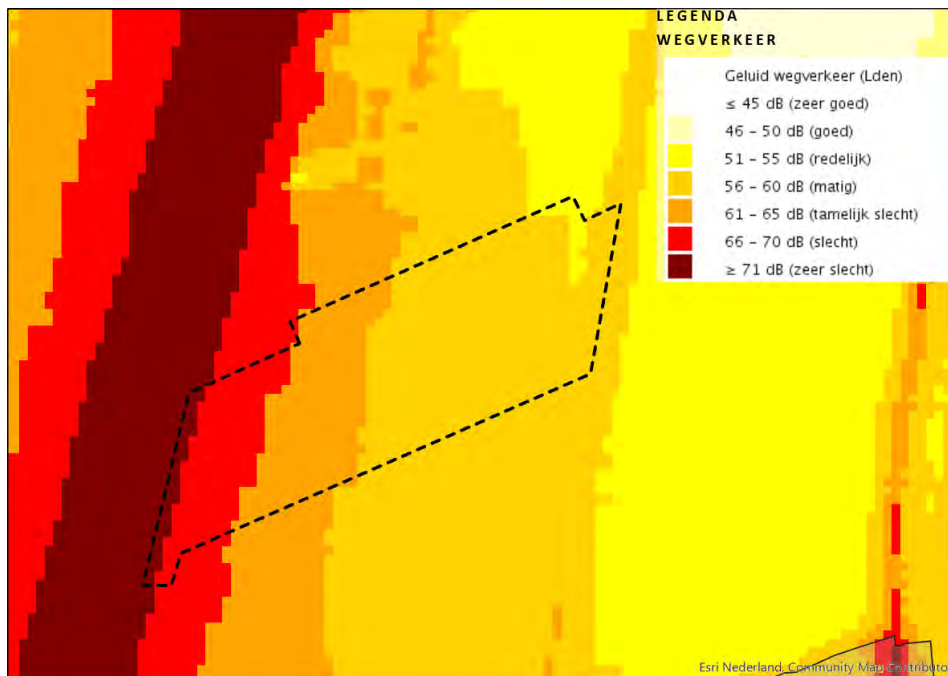 LEGENDA
WEGVERKEER
Geluid wegverkeer (Lden)
≤ 45 dB (zeer goed)
46 – 50 dB (goed)
51 – 55 dB (redelijk)
56 – 60 dB (matig)
61 – 65 dB (tamelijk slecht)
66 – 70 dB (slecht)
≥ 71 dB (zeer slecht)
Esri Nederland, Community Map Contributo